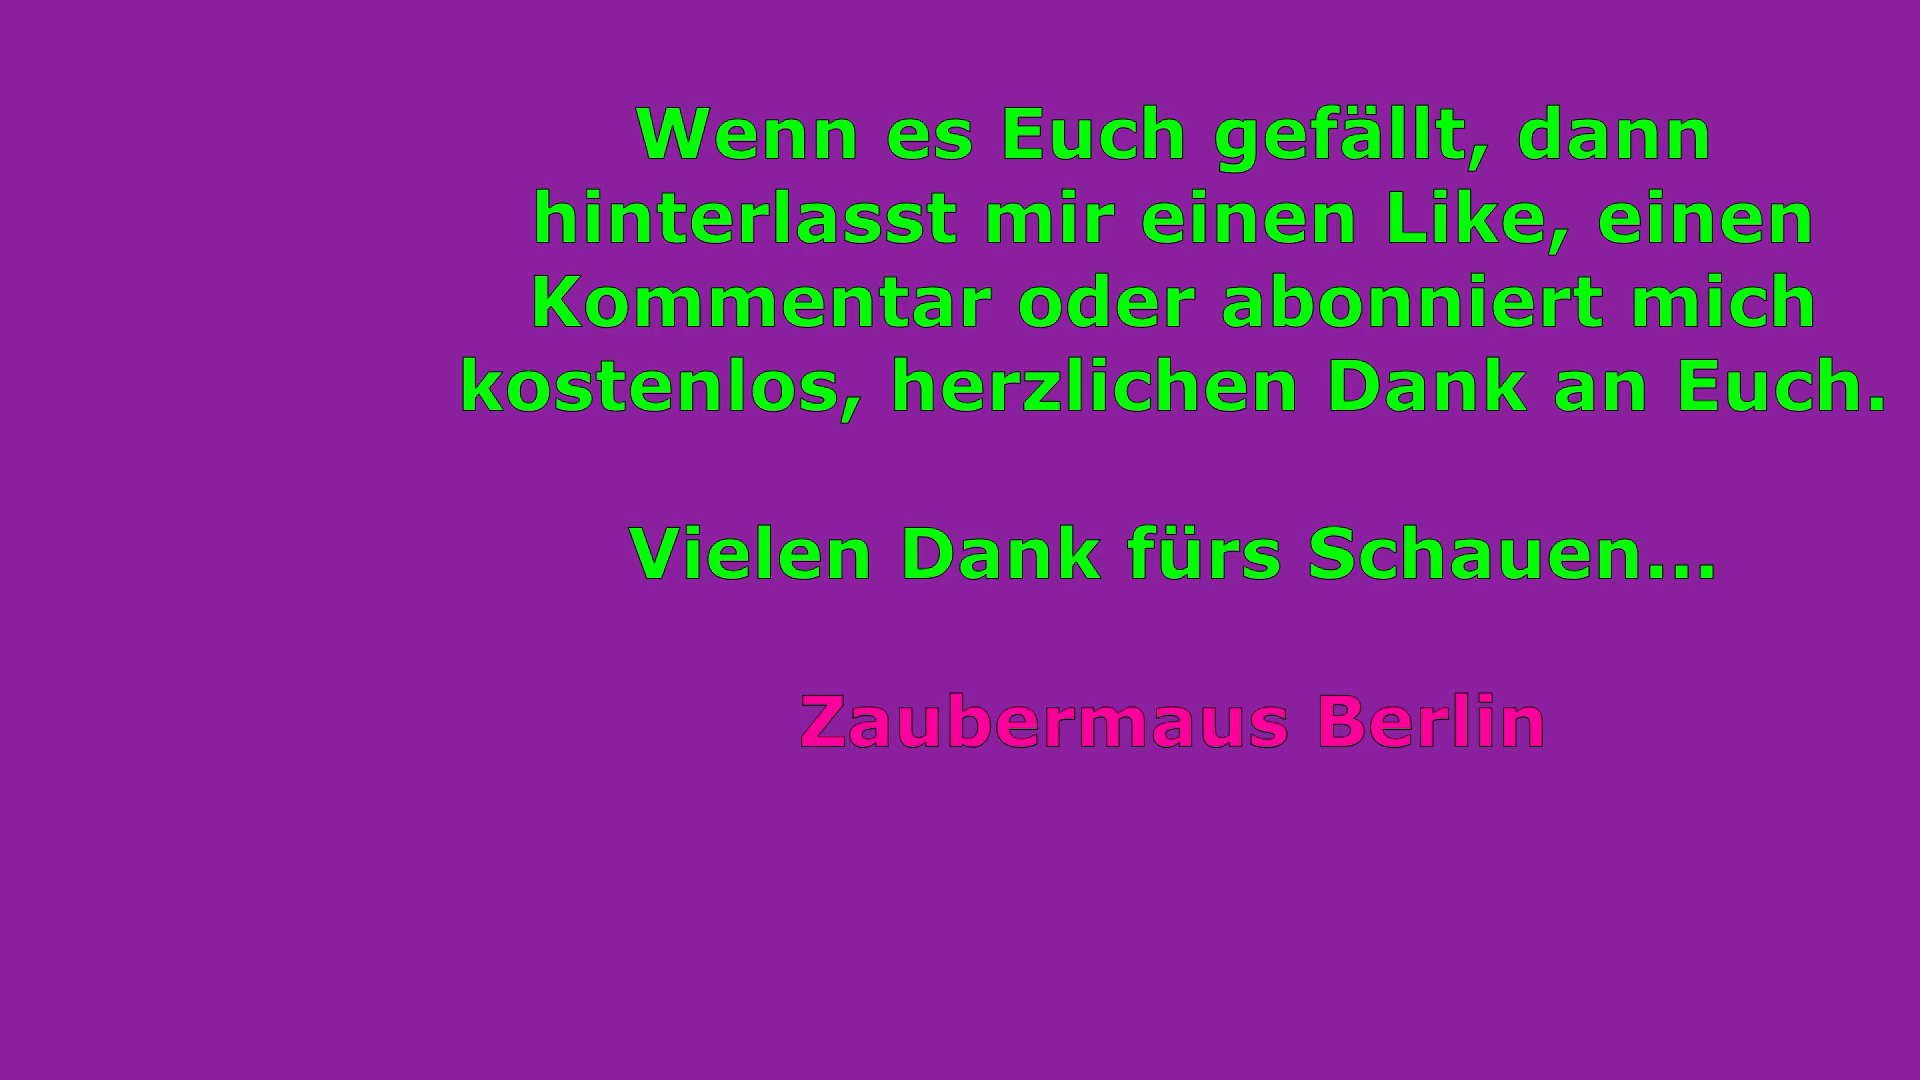 Wenn es Euch gefällt, dann
hinterlasst mir einen Like, einen
Kommentar oder abonniert mich
kostenlos, herzlichen Dank an Euch.
Vielen Dank fürs Schauen...
Zaubermaus Berlin